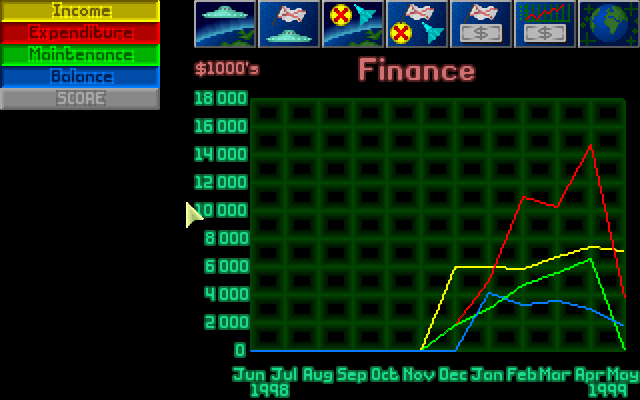 Income
Expenditure
Maintenance
Balance
SCORE
$1000's
Finance
18 000
16 000
14 000
12 000
10 000
8 000
6 000
4 000
2 000
0
Jun Jul Aug Sep Oct Nov Dec Jan Feb Mar Apr May
1998 1999